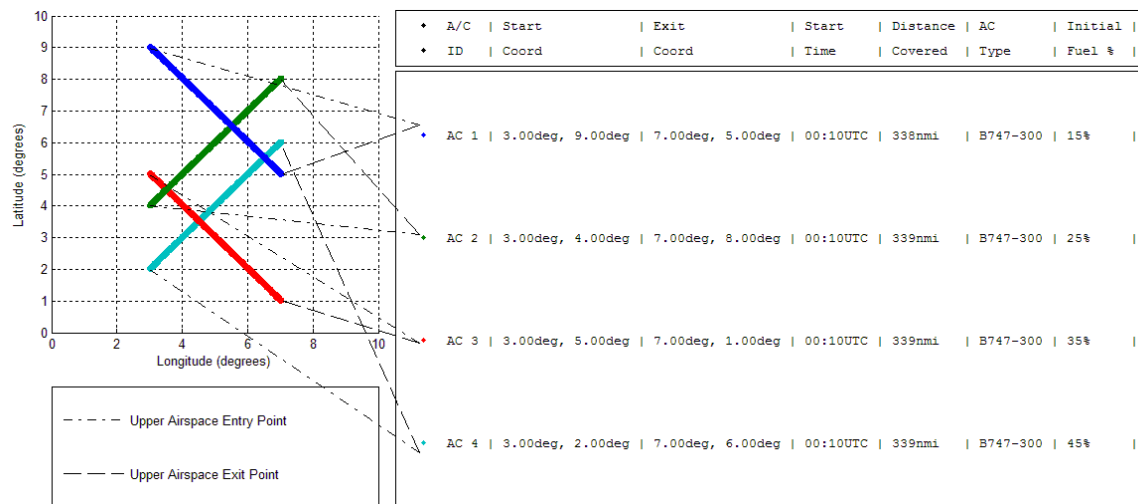 10
9
8
7
6
5
4
3
2
1
0
0 2 4 6 8 10
Latitude (degrees)
Longitude (degrees)
Upper Airspace Entry Point
Upper Airspace Exit Point
A/C | Start | Exit | Start | Distance | AC | Initial |
ID | Coord | Coord | Time | Covered | Type | Fuel % |
AC 1 | 3.00deg, 9.00deg | 7.00deg, 5.00deg | 00:10UTC | 338nmi | B747-300 | 15% |
AC 2 | 3.00deg, 4.00deg | 7.00deg, 8.00deg | 00:10UTC | 339nmi | B747-300 | 25% |
AC 3 | 3.00deg, 5.00deg | 7.00deg, 1.00deg | 00:10UTC | 339nmi | B747-300 | 35% |
AC 4 | 3.00deg, 2.00deg | 7.00deg, 6.00deg | 00:10UTC | 339nmi | B747-300 | 45% |